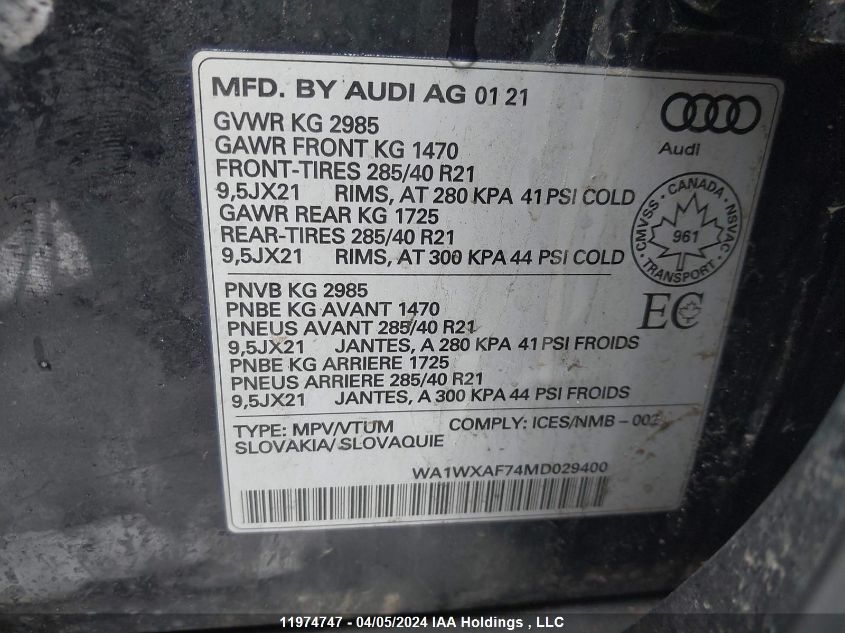 MFD. BY AUDI AG 01 21
GVWR KG 2985
GAWR FRONT KG 1470
FRONT-TIRES 285/40 R21
9,5JX21 RIMS, AT 280 KPA 41 PSI COLD
GAWR REAR KG 1725
REAR-TIRES 285/40 R21
9,5JX21 RIMS, AT 300 KPA 44 PSI COLD
Audi
CMVSS · CANADA · NSVAC
961
TRANSPORT
PNVB KG 2985
PNBE KG AVANT 1470
PNEUS AVANT 285/40 R21
9,5JX21 JANTES, A 280 KPA 41 PSI FROIDS
PNBE KG ARRIERE 1725
PNEUS ARRIERE 285/40 R21
9,5JX21 JANTES, A 300 KPA 44 PSI FROIDS
EC
TYPE: MPV/VTUM COMPLY: ICES/NMB - 002
SLOVAKIA/ SLOVAQUIE
WA1WXAF74MD029400
11974747 - 04/05/2024 IAA Holdings , LLC